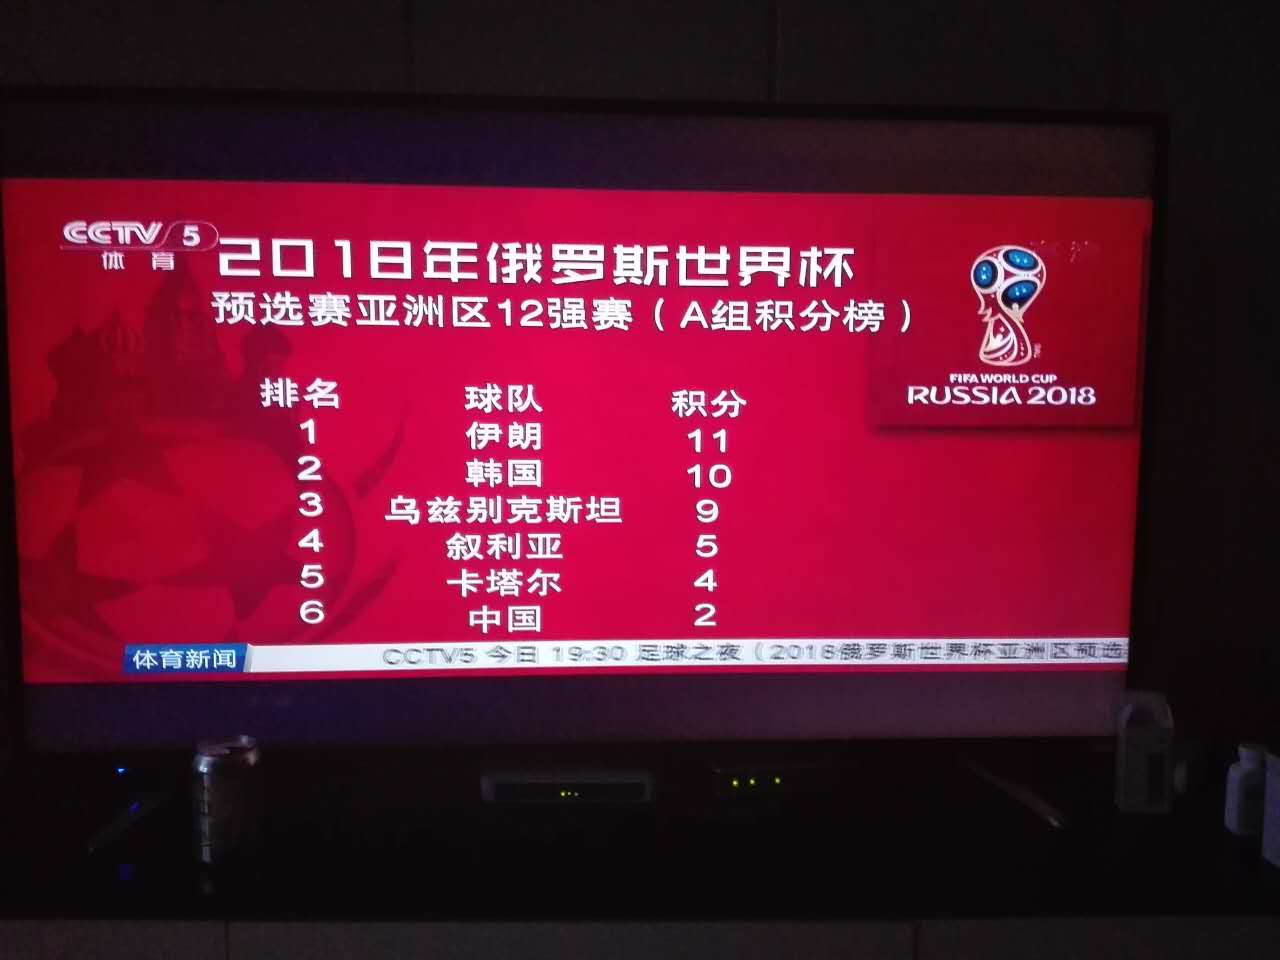 CCTV 5
体育
2018年俄罗斯世界杯
预选赛亚洲区12强赛（A组积分榜）
FIFA WORLD CUP
RUSSIA 2018
排名 球队 积分
1 伊朗 11
2 韩国 10
3 乌兹别克斯坦 9
4 叙利亚 5
5 卡塔尔 4
6 中国 2
体育新闻 CCTV5 今日 19:30 足球之夜（2018俄罗斯世界杯亚洲区预选